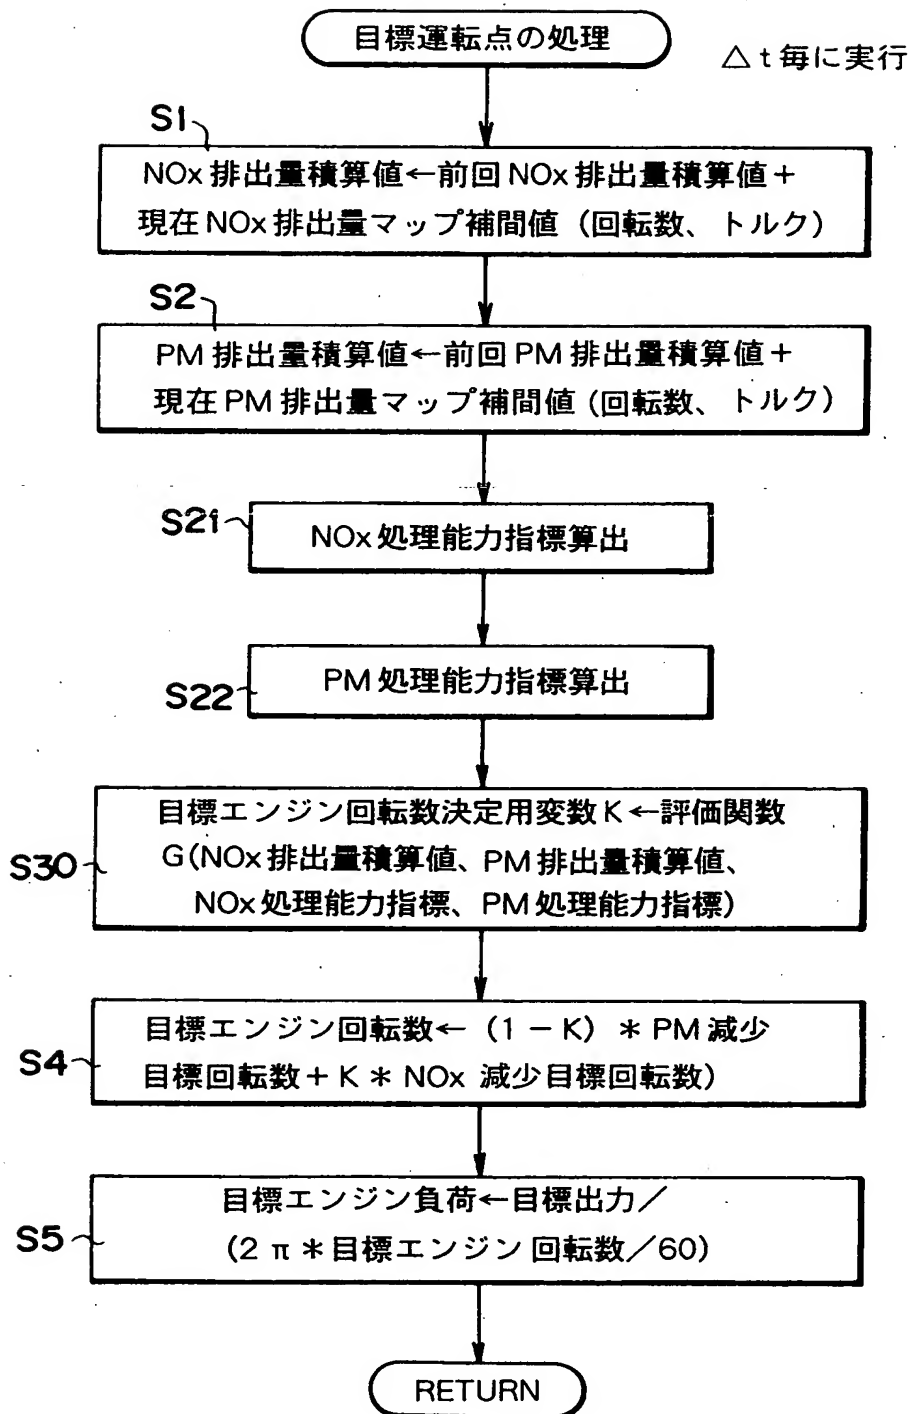 目標運転点の処理
△t毎に実行
S1
NOx排出量積算値←前回NOx排出量積算値+
現在NOx排出量マップ補間値(回転数、トルク)
S2
PM排出量積算値←前回PM排出量積算値+
現在PM排出量マップ補間値(回転数、トルク)
S21
NOx処理能力指標算出
S22
PM処理能力指標算出
S30
目標エンジン回転数決定用変数K←評価関数
G(NOx排出量積算値、PM排出量積算値、
NOx処理能力指標、PM処理能力指標)
S4
目標エンジン回転数←(1-K)*PM減少
目標回転数+K*NOx減少目標回転数)
S5
目標エンジン負荷←目標出力/
(2π*目標エンジン回転数/60)
RETURN